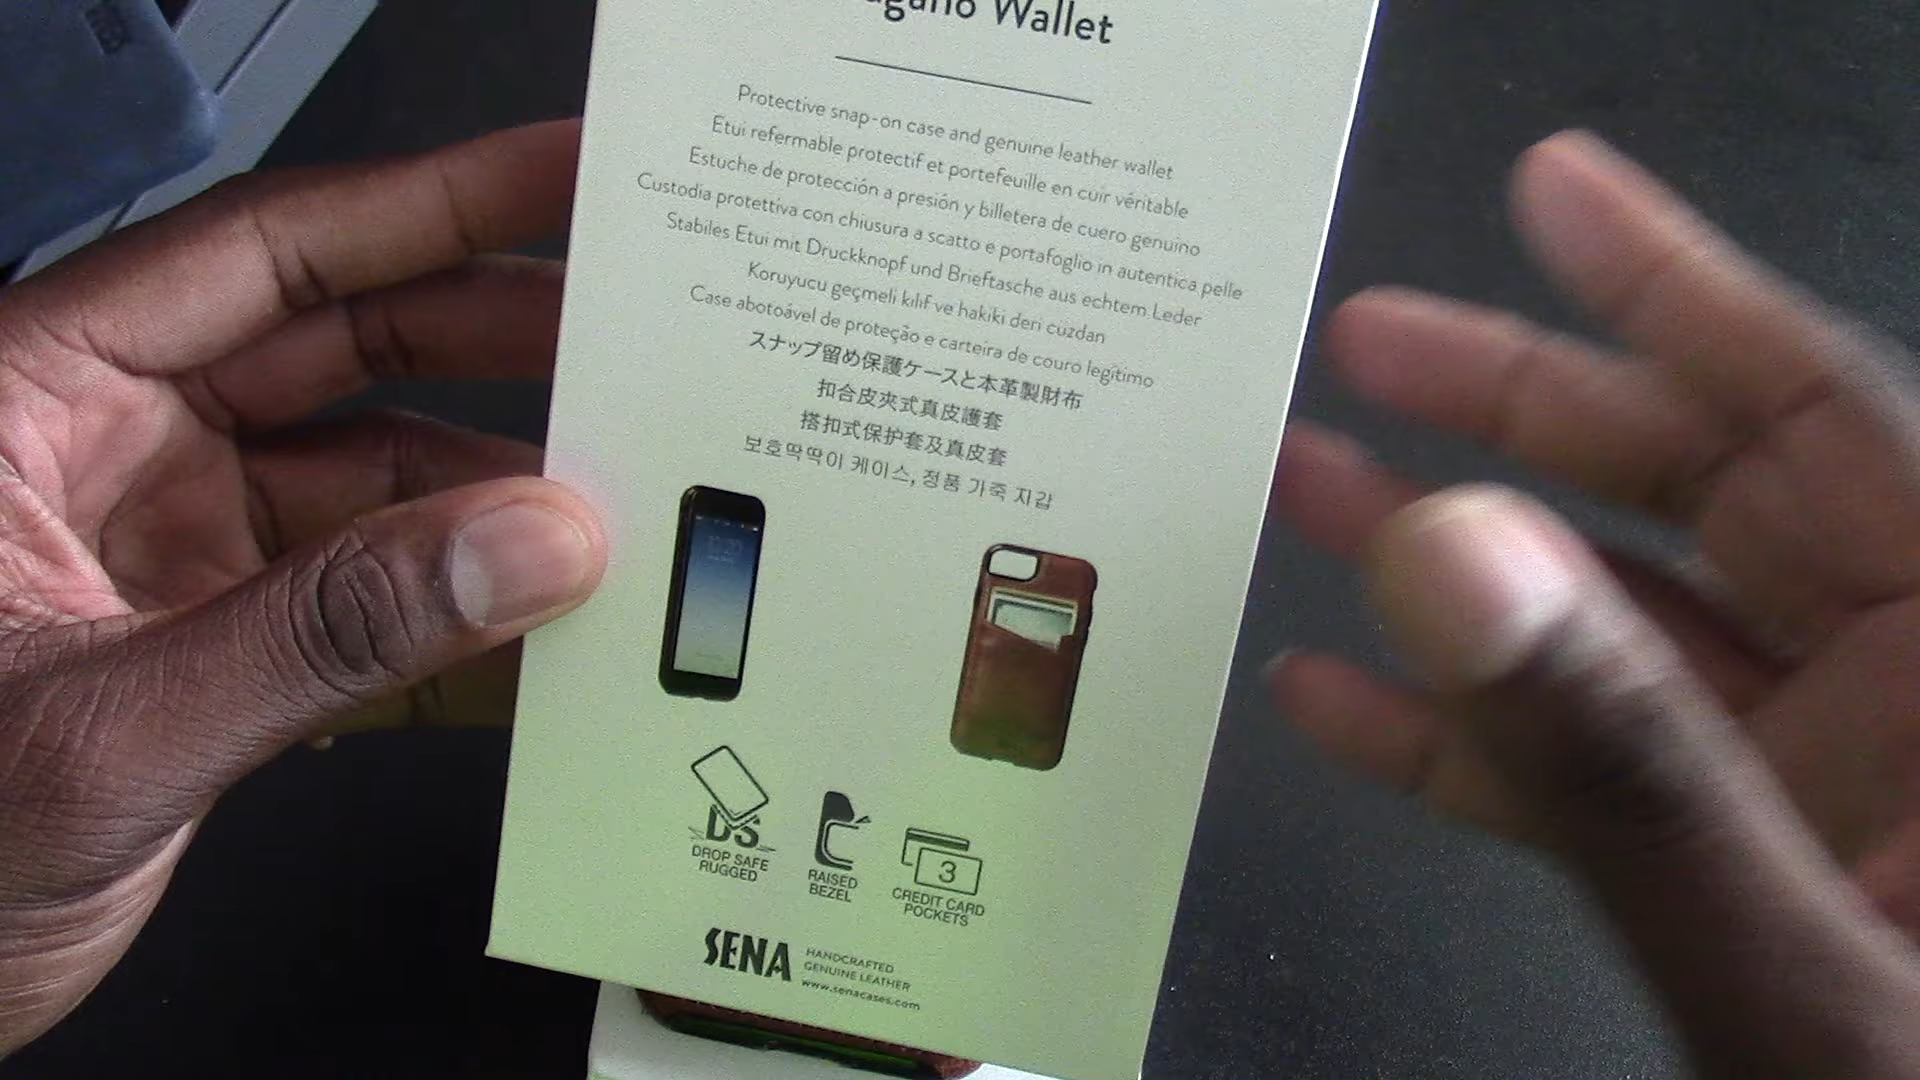 Wallet
Protective snap-on case and genuine leather wallet
Etui refermable protectif et portefeuille en cuir véritable
Estuche de protección a presión y billetera de cuero genuino
Custodia protettiva con chiusura a scatto e portafoglio in autentica pelle
Stabiles Etui mit Druckknopf und Brieftasche aus echtem Leder
Koruyucu geçmeli kılıf ve hakiki deri cüzdan
Case abotoável de proteção e carteira de couro legítimo
スナップ留め保護ケースと本革製財布
扣合皮夾式真皮護套
搭扣式保护套及真皮套
보호똑딱이 케이스, 정품 가죽 지갑
DS
DROP SAFE
RUGGED
RAISED
BEZEL
3
CREDIT CARD
POCKETS
SENA
HANDCRAFTED
GENUINE LEATHER
www.senacases.com